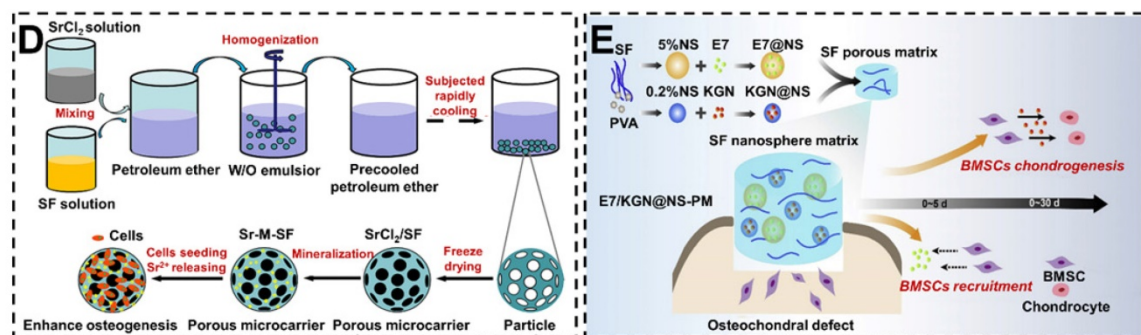 D
SrCl2 solution
Mixing
SF solution
Petroleum ether
Homogenization
W/O emulsior
Precooled
petroleum ether
Subjected
rapidly
cooling
Cells
Cells seeding
Sr2+ releasing
Enhance osteogenesis
Sr-M-SF
Porous microcarrier
Mineralization
SrCl2/SF
Porous microcarrier
Freeze
drying
Particle
E
SF
PVA
5%NS + E7
E7@NS
0.2%NS KGN
KGN@NS
SF porous matrix
SF nanosphere matrix
E7/KGN@NS-PM
BMSCs chondrogenesis
0~5 d
0~30 d
BMSCs recruitment
BMSC
Chondrocyte
Osteochondral defect